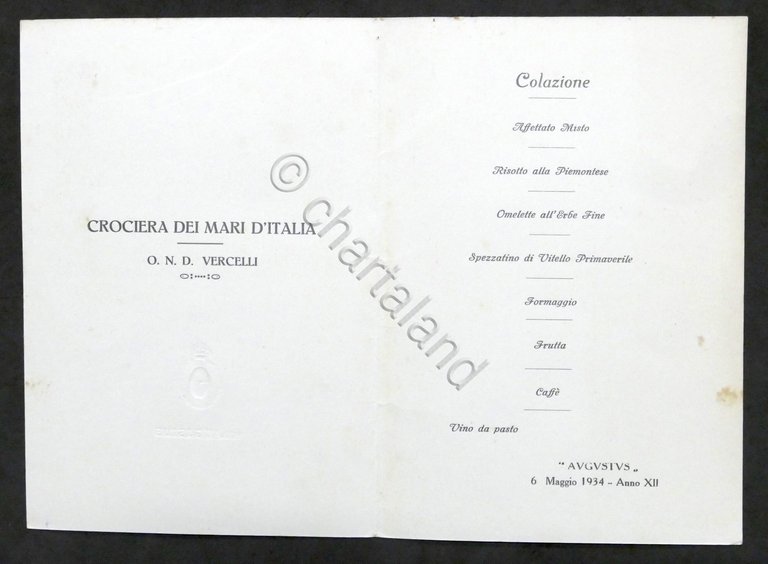 CROCIERA DEI MARI D'ITALIA
O. N. D. VERCELLI
Colazione
Affettato Misto
Risotto alla Piemontese
Omelette all'Erbe Fine
Spezzatino di Vitello Primaverile
Formaggio
Frutta
Caffè
Vino da pasto
" AVGVSTVS „
6 Maggio 1934 - Anno XII
© chartaland